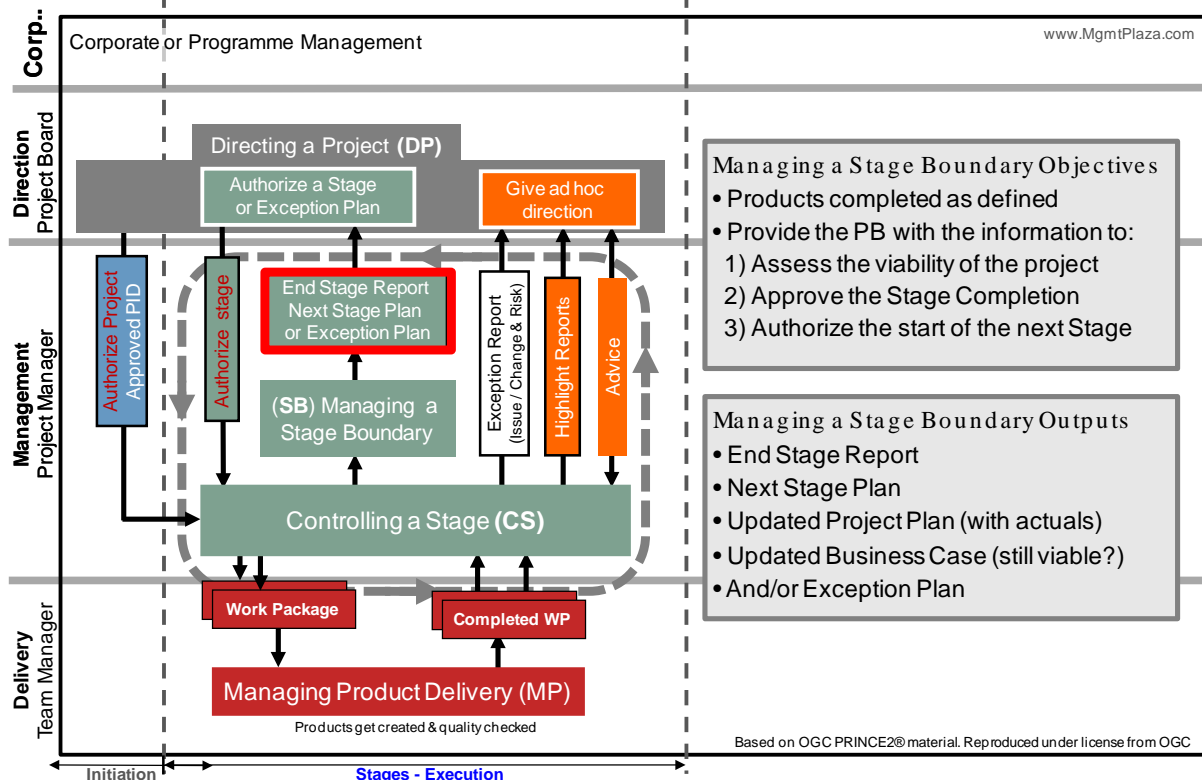 Corp..
Corporate or Programme Management
www.MgmtPlaza.com
Direction
Project Board
Directing a Project (DP)
Authorize a Stage
or Exception Plan
Give ad hoc
direction
Management
Project Manager
Authorize Project
Approved PID
Authorize stage
End Stage Report
Next Stage Plan
or Exception Plan
(SB) Managing a
Stage Boundary
Exception Report
(Issue / Change & Risk)
Highlight Reports
Advice
Controlling a Stage (CS)
Delivery
Team Manager
Work Package
Completed WP
Managing Product Delivery (MP)
Products get created & quality checked
Managing a Stage Boundary Objectives
• Products completed as defined
• Provide the PB with the information to:
1) Assess the viability of the project
2) Approve the Stage Completion
3) Authorize the start of the next Stage
Managing a Stage Boundary Outputs
• End Stage Report
• Next Stage Plan
• Updated Project Plan (with actuals)
• Updated Business Case (still viable?)
• And/or Exception Plan
Based on OGC PRINCE2® material. Reproduced under license from OGC
Initiation
Stages - Execution